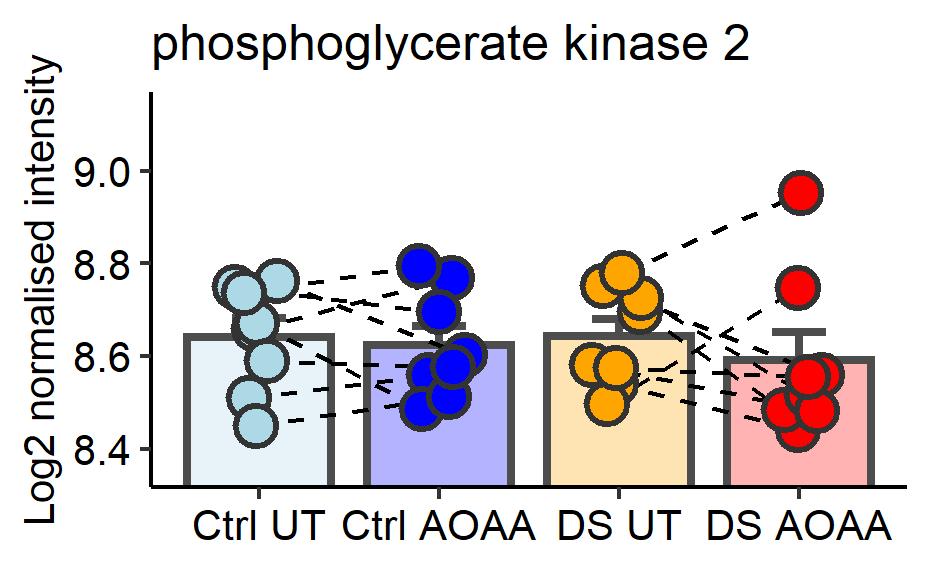 phosphoglycerate kinase 2
Log2 normalised intensity
9.0
8.8
8.6
8.4
Ctrl UT
Ctrl AOAA
DS UT
DS AOAA